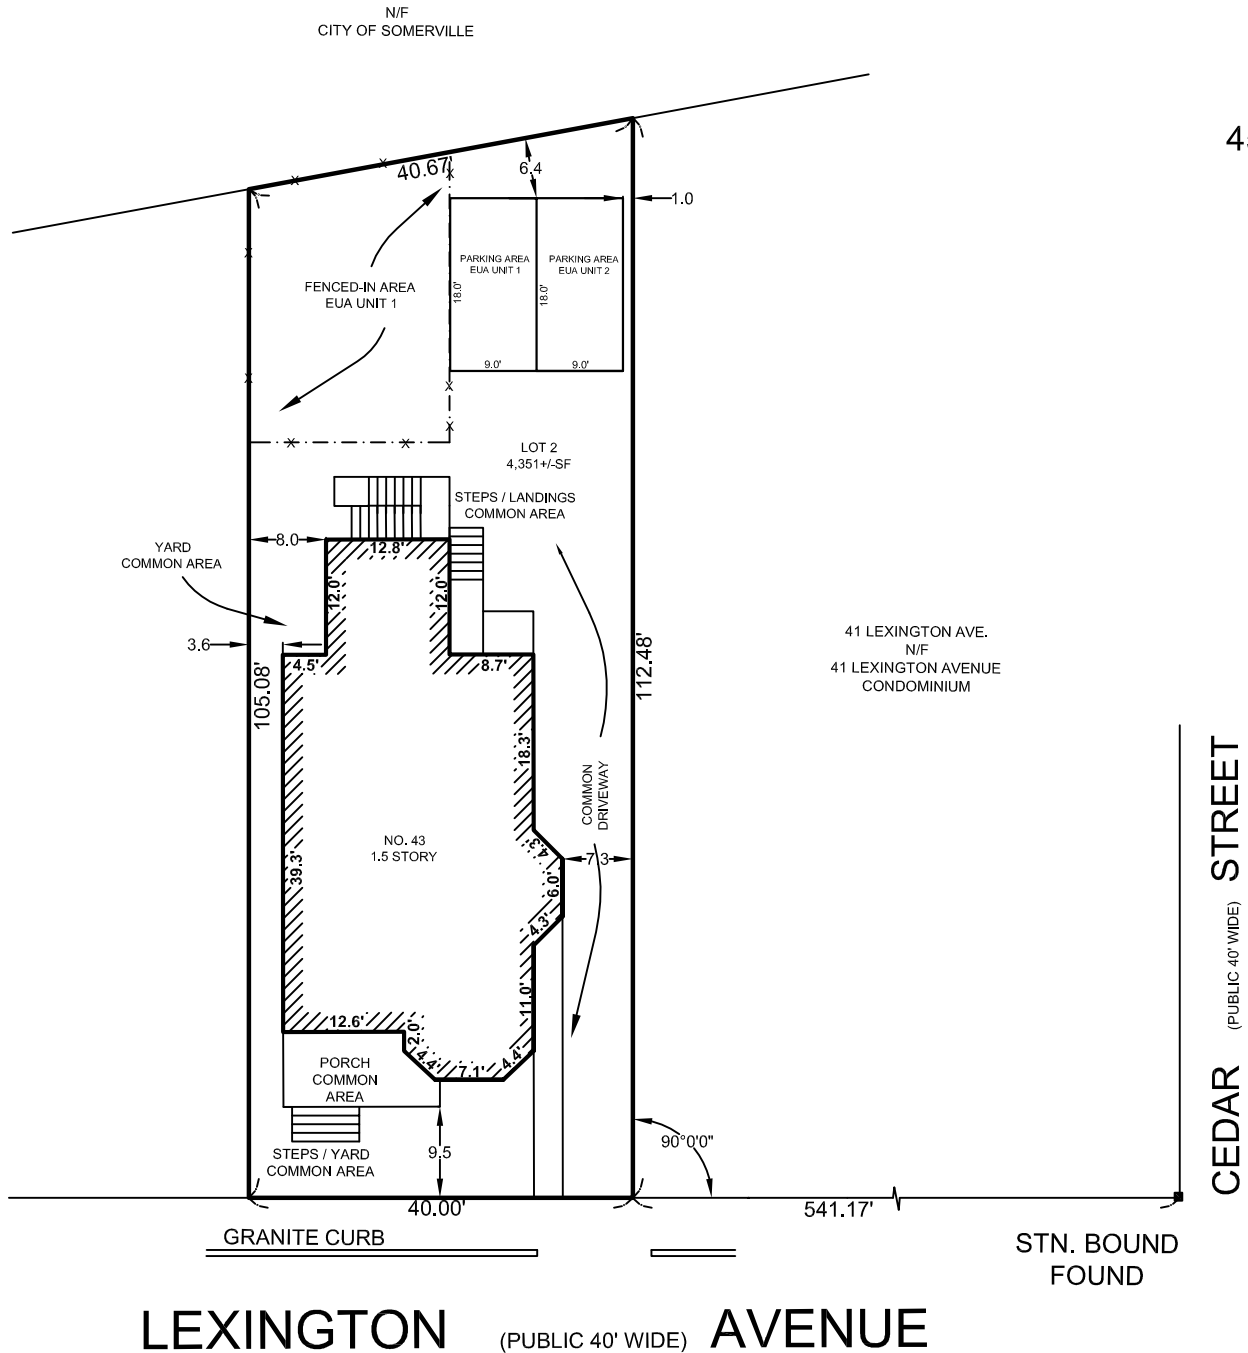 N/F
CITY OF SOMERVILLE
40.67'
6.4
1.0
PARKING AREA
EUA UNIT 1
PARKING AREA
EUA UNIT 2
18.0'
18.0'
9.0'
9.0'
FENCED-IN AREA
EUA UNIT 1
LOT 2
4,351+/-SF
STEPS / LANDINGS
COMMON AREA
YARD
COMMON AREA
8.0
12.8'
12.0'
12.0'
3.6
4.5'
8.7'
105.08'
112.48'
41 LEXINGTON AVE.
N/F
41 LEXINGTON AVENUE
CONDOMINIUM
18.3'
COMMON
DRIVEWAY
NO. 43
1.5 STORY
39.3'
4.3'
7.3
6.0'
4.3'
11.0'
12.6'
2.0'
4.4'
7.1'
4.4'
PORCH
COMMON
AREA
STEPS / YARD
COMMON AREA
9.5
90°0'0"
40.00'
541.17'
GRANITE CURB
STN. BOUND
FOUND
CEDAR (PUBLIC 40' WIDE) STREET
LEXINGTON (PUBLIC 40' WIDE) AVENUE